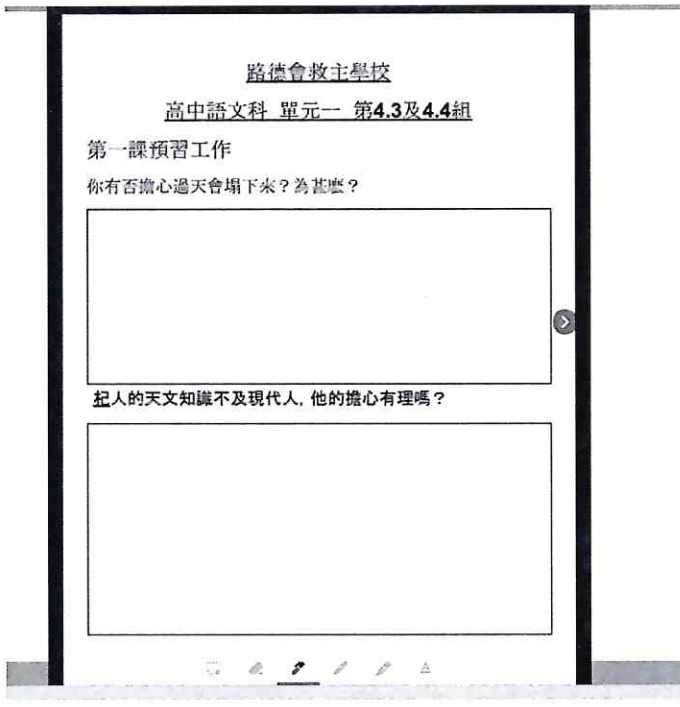 路德會救主學校
高中語文科 單元一 第4.3及4.4組
第一課預習工作
你有否擔心過天會塌下來？為甚麼？
杞人的天文知識不及現代人, 他的擔心有理嗎？